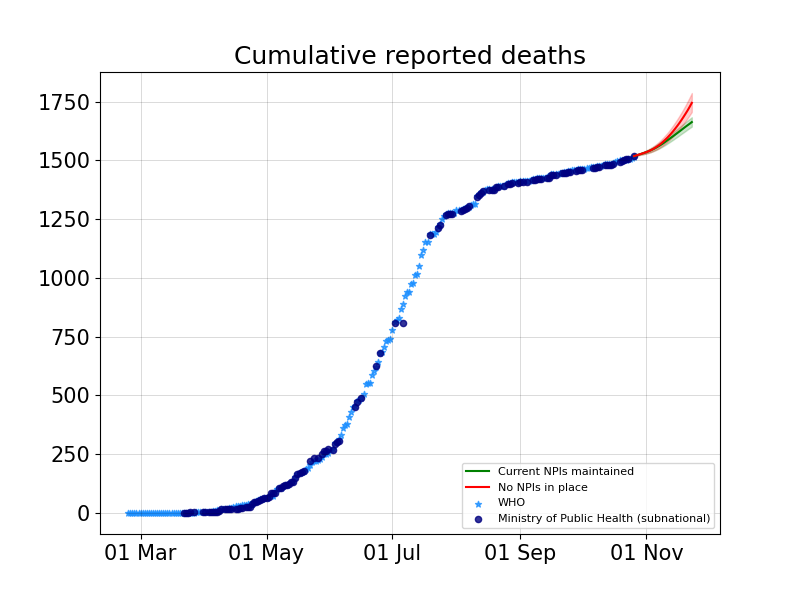 Cumulative reported deaths
1750
1500
1250
1000
750
500
250
0
Current NPIs maintained
No NPIs in place
WHO
Ministry of Public Health (subnational)
01 Mar 01 May 01 Jul 01 Sep 01 Nov